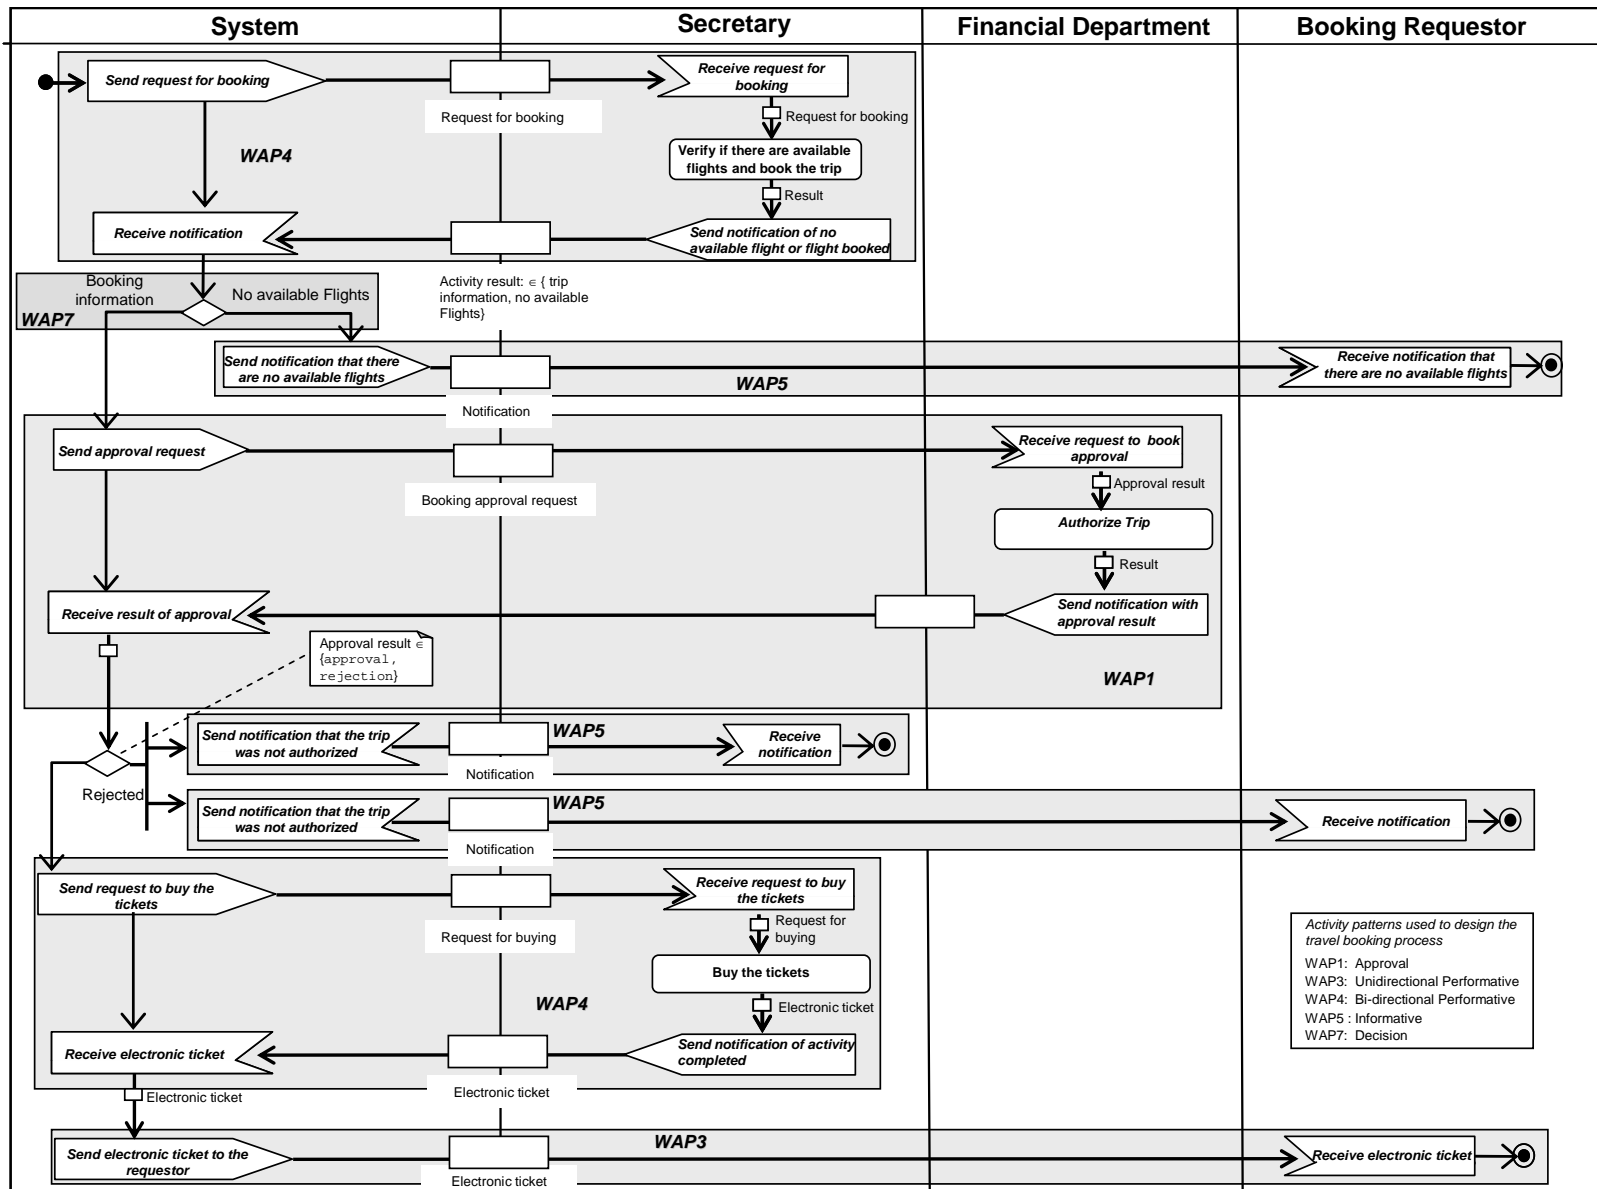 System
Secretary
Financial Department
Booking Requestor
Send request for booking
Receive request for
booking
Request for booking
Request for booking
WAP4
Verify if there are available
flights and book the trip
Result
Receive notification
Send notification of no
available flight or flight booked
Booking
information
No available Flights
WAP7
Activity result: ∈ { trip
information, no available
Flights}
Send notification that there
are no available flights
WAP5
Receive notification that
there are no available flights
Notification
Send approval request
Receive request to book
approval
Approval result
Booking approval request
Authorize Trip
Result
Receive result of approval
Send notification with
approval result
Approval result ∈
{approval,
rejection}
WAP1
Send notification that the trip
was not authorized
WAP5
Receive
notification
Notification
Rejected
Send notification that the trip
was not authorized
WAP5
Receive notification
Notification
Send request to buy the
tickets
Receive request to buy
the tickets
Request for
buying
Request for buying
Buy the tickets
WAP4
Electronic ticket
Receive electronic ticket
Send notification of activity
completed
Electronic ticket
Electronic ticket
Activity patterns used to design the
travel booking process
WAP1: Approval
WAP3: Unidirectional Performative
WAP4: Bi-directional Performative
WAP5 : Informative
WAP7: Decision
Send electronic ticket to the
requestor
WAP3
Receive electronic ticket
Electronic ticket